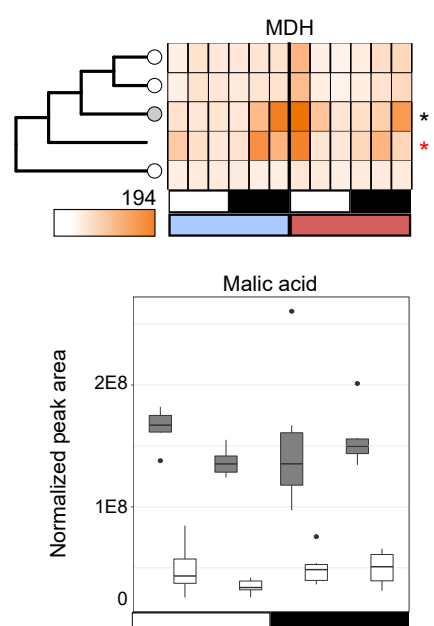 MDH
*
*
194
Malic acid
Normalized peak area
2E8
1E8
0